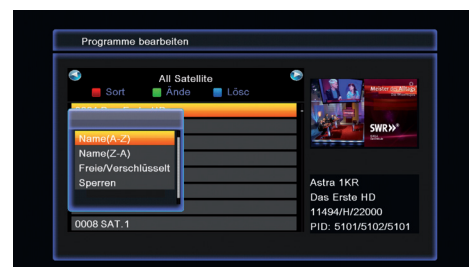 Programme bearbeiten
All Satellite
Sort Ände Lösc
Name(A-Z)
Name(Z-A)
Freie/Verschlüsselt
Sperren
0008 SAT.1
Meister des Alltags
SWR»
Astra 1KR
Das Erste HD
11494/H/22000
PID: 5101/5102/5101